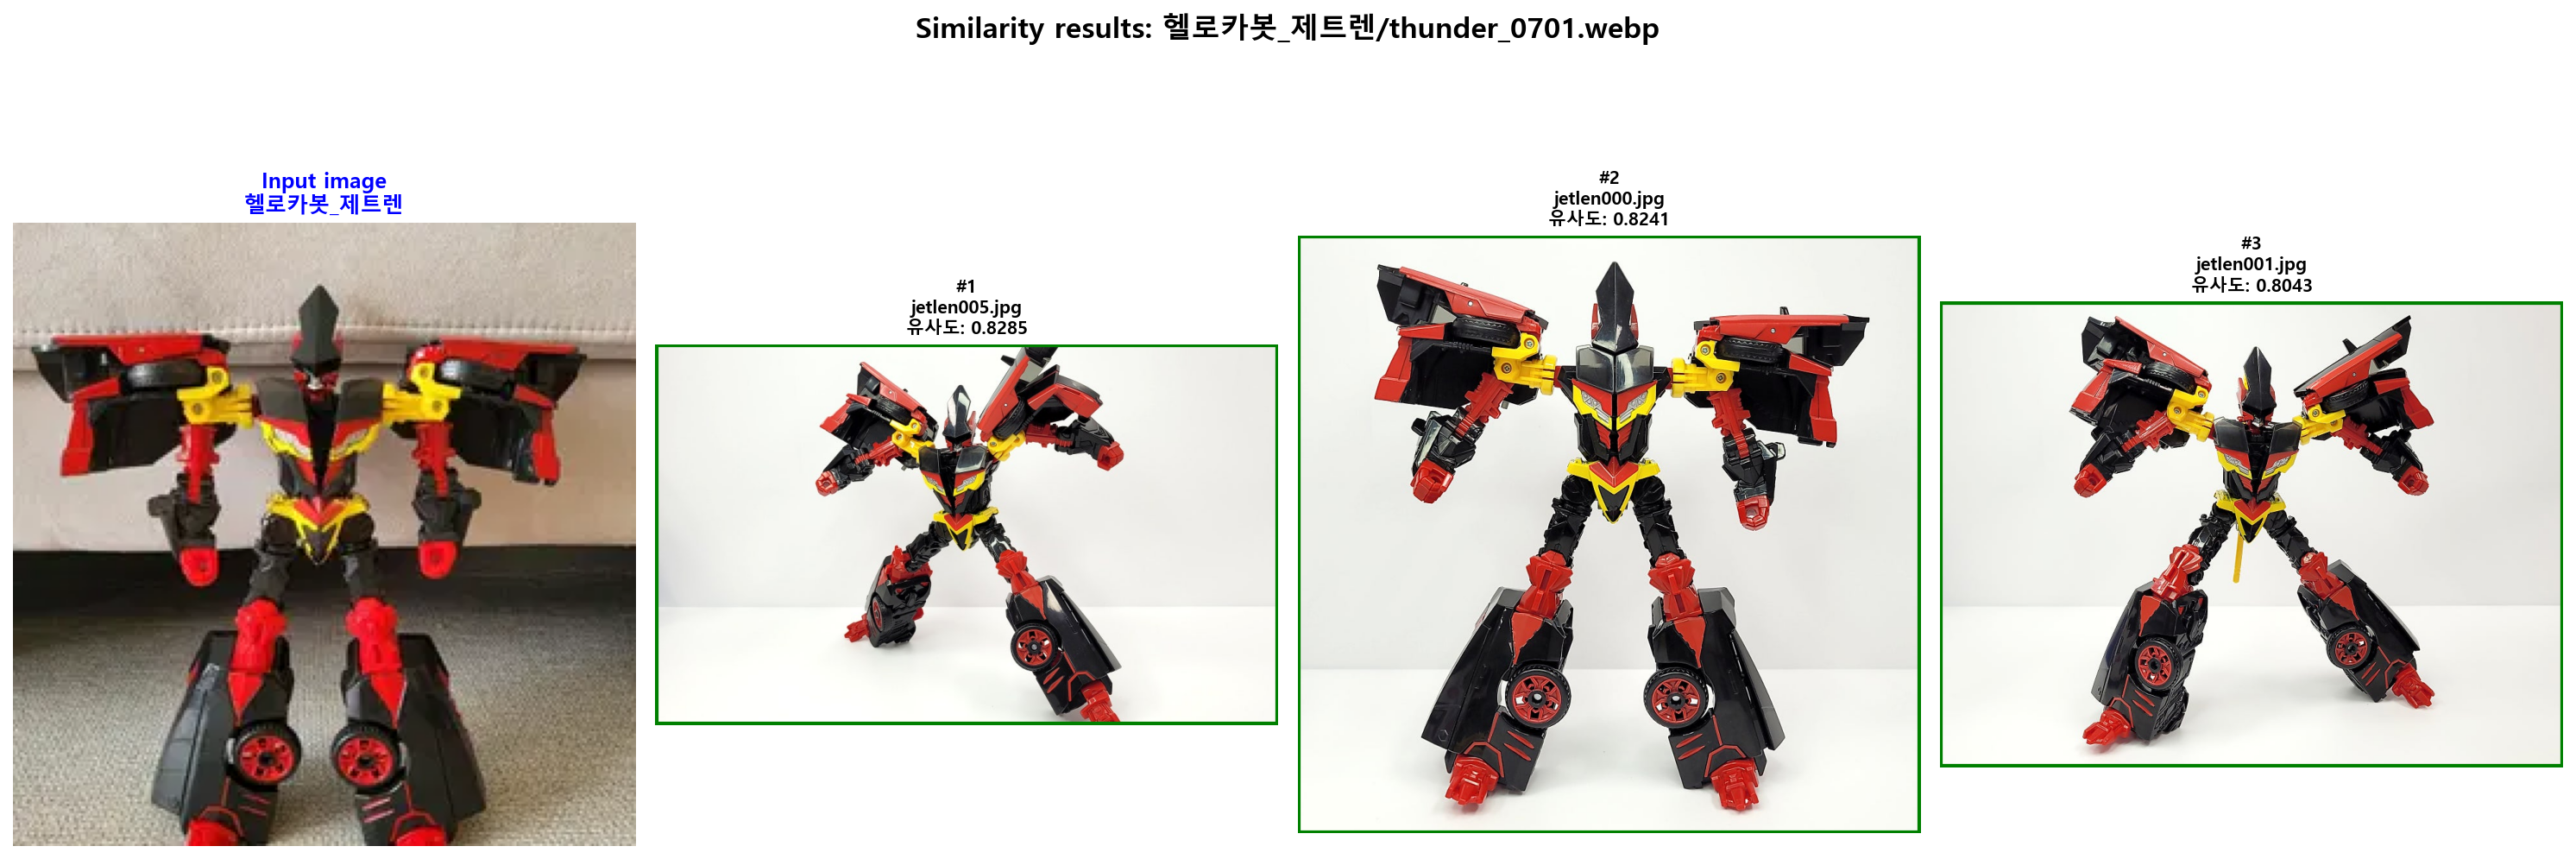 Similarity results: 헬로카봇_제트렌/thunder_0701.webp
Input image
헬로카봇_제트렌
#1
jetlen005.jpg
유사도: 0.8285
#2
jetlen000.jpg
유사도: 0.8241
#3
jetlen001.jpg
유사도: 0.8043